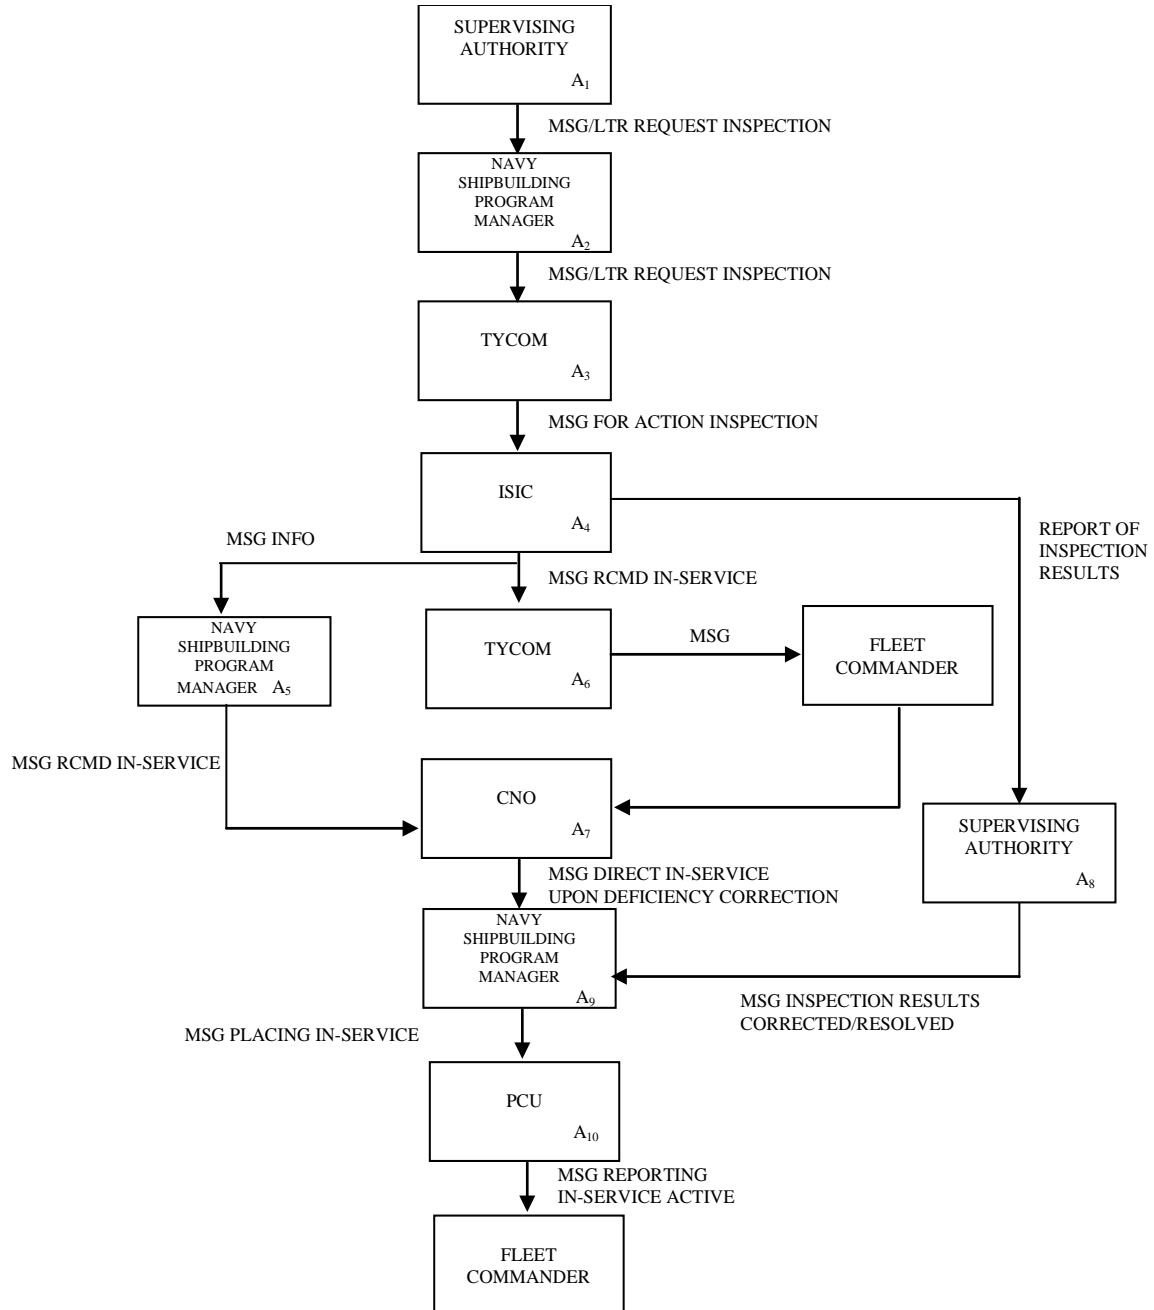 SUPERVISING
AUTHORITY
A₁
MSG/LTR REQUEST INSPECTION
NAVY
SHIPBUILDING
PROGRAM
MANAGER
A₂
MSG/LTR REQUEST INSPECTION
TYCOM
A₃
MSG FOR ACTION INSPECTION
ISIC
A₄
MSG INFO
MSG RCMD IN-SERVICE
REPORT OF
INSPECTION
RESULTS
NAVY
SHIPBUILDING
PROGRAM
MANAGER A₅
TYCOM
A₆
MSG
FLEET
COMMANDER
MSG RCMD IN-SERVICE
CNO
A₇
SUPERVISING
AUTHORITY
A₈
MSG DIRECT IN-SERVICE
UPON DEFICIENCY CORRECTION
NAVY
SHIPBUILDING
PROGRAM
MANAGER
A₉
MSG INSPECTION RESULTS
CORRECTED/RESOLVED
MSG PLACING IN-SERVICE
PCU
A₁₀
MSG REPORTING
IN-SERVICE ACTIVE
FLEET
COMMANDER